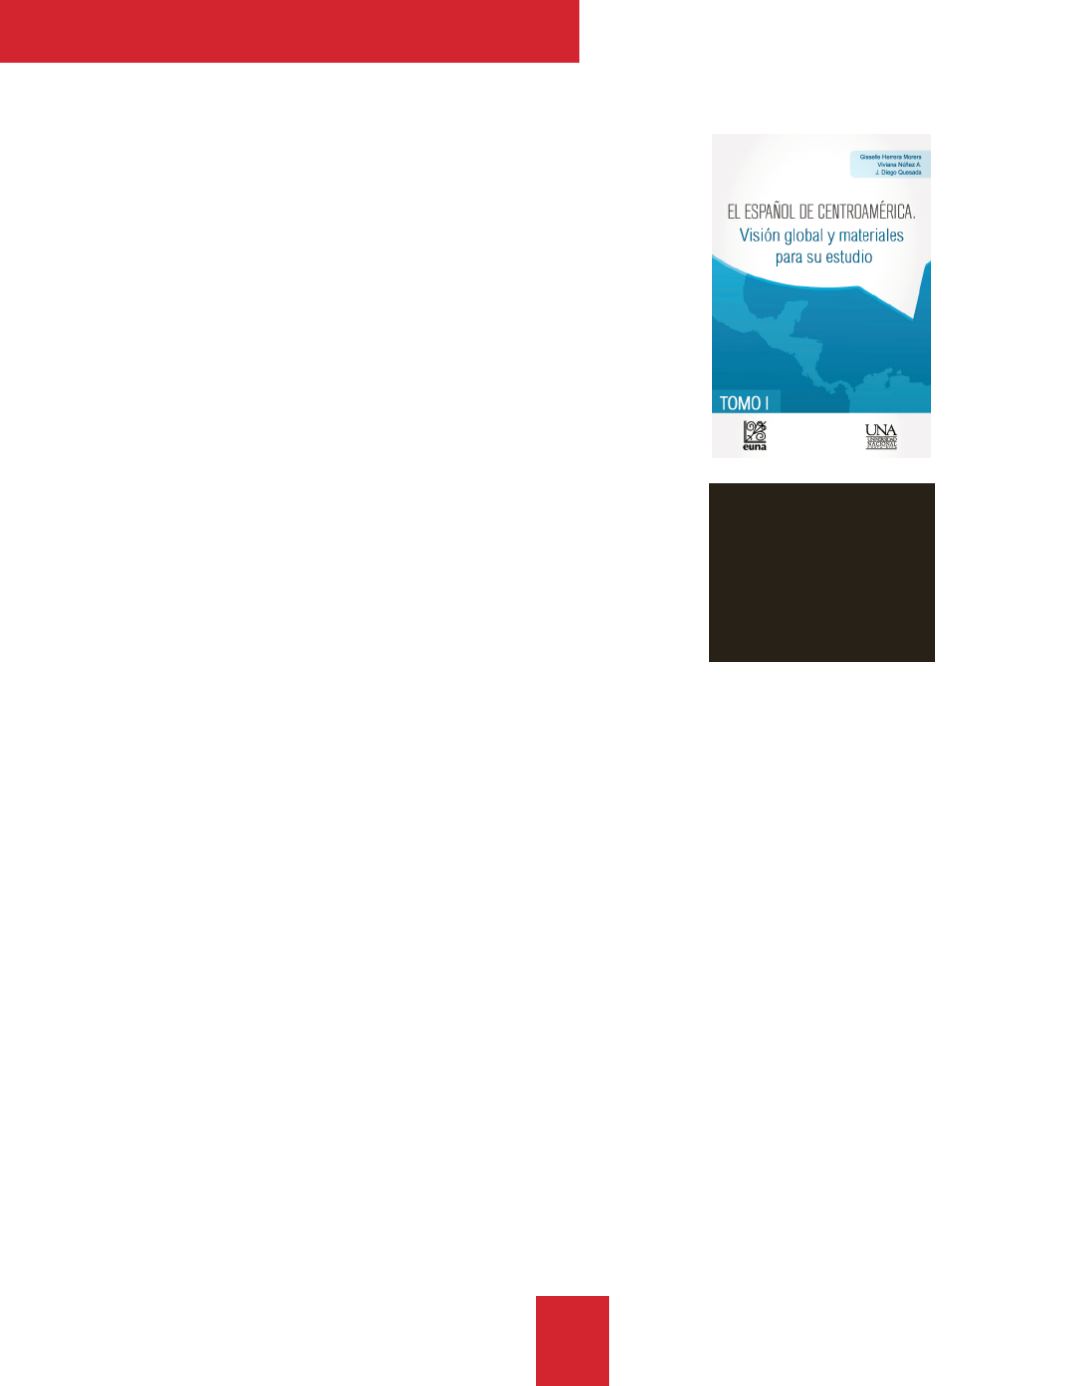 Gisselle Herrera Morera
Viviana Núñez A.
J. Diego Quesada
EL ESPAÑOL DE CENTROAMÉRICA.
Visión global y materiales
para su estudio
TOMO I
euna
UNA
UNIVERSIDAD
NACIONAL